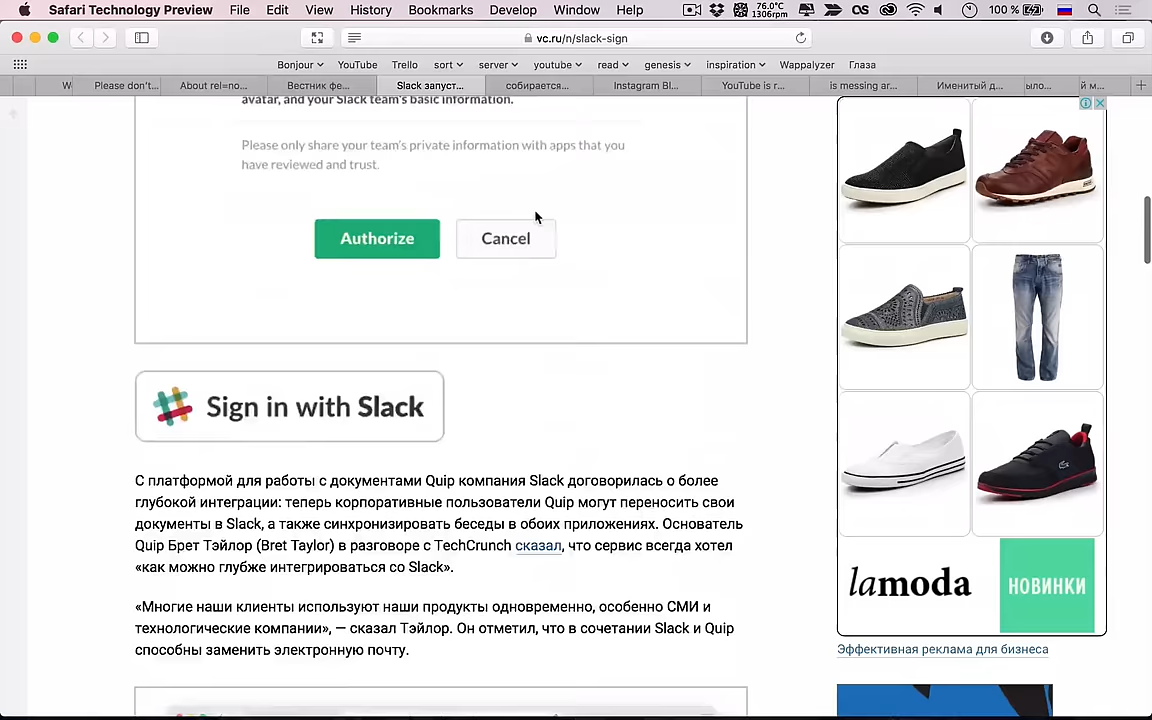 Safari Technology Preview File Edit View History Bookmarks Develop Window Help 76.0°C 1306rpm 100 %
vc.ru/n/slack-sign
Bonjour YouTube Trello sort server youtube read genesis inspiration Wappalyzer Глаза
Please don't... About rel=no... Вестник фе... Slack запуст... собирается... Instagram Bl... YouTube is r... is messing ar... Именитый д... ыло... й м...
avatar, and your Slack team's basic information.
Please only share your team's private information with apps that you
have reviewed and trust.
Authorize Cancel
Sign in with Slack
С платформой для работы с документами Quip компания Slack договорилась о более
глубокой интеграции: теперь корпоративные пользователи Quip могут переносить свои
документы в Slack, а также синхронизировать беседы в обоих приложениях. Основатель
Quip Брет Тэйлор (Bret Taylor) в разговоре с TechCrunch сказал, что сервис всегда хотел
«как можно глубже интегрироваться со Slack».
«Многие наши клиенты используют наши продукты одновременно, особенно СМИ и
технологические компании», — сказал Тэйлор. Он отметил, что в сочетании Slack и Quip
способны заменить электронную почту.
lamoda НОВИНКИ
Эффективная реклама для бизнеса